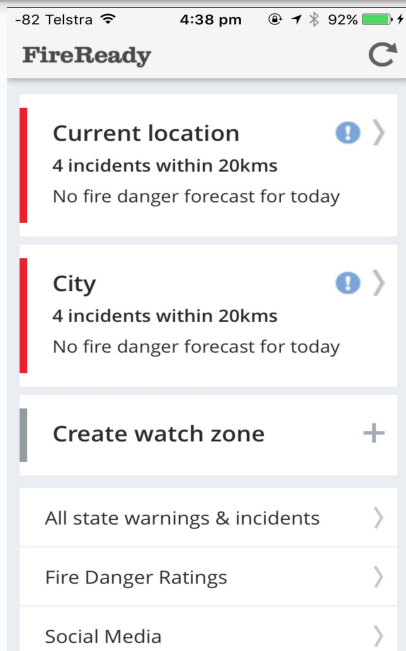 -82 Telstra 4:38 pm 92%
FireReady
Current location
4 incidents within 20kms
No fire danger forecast for today
City
4 incidents within 20kms
No fire danger forecast for today
Create watch zone
All state warnings & incidents
Fire Danger Ratings
Social Media